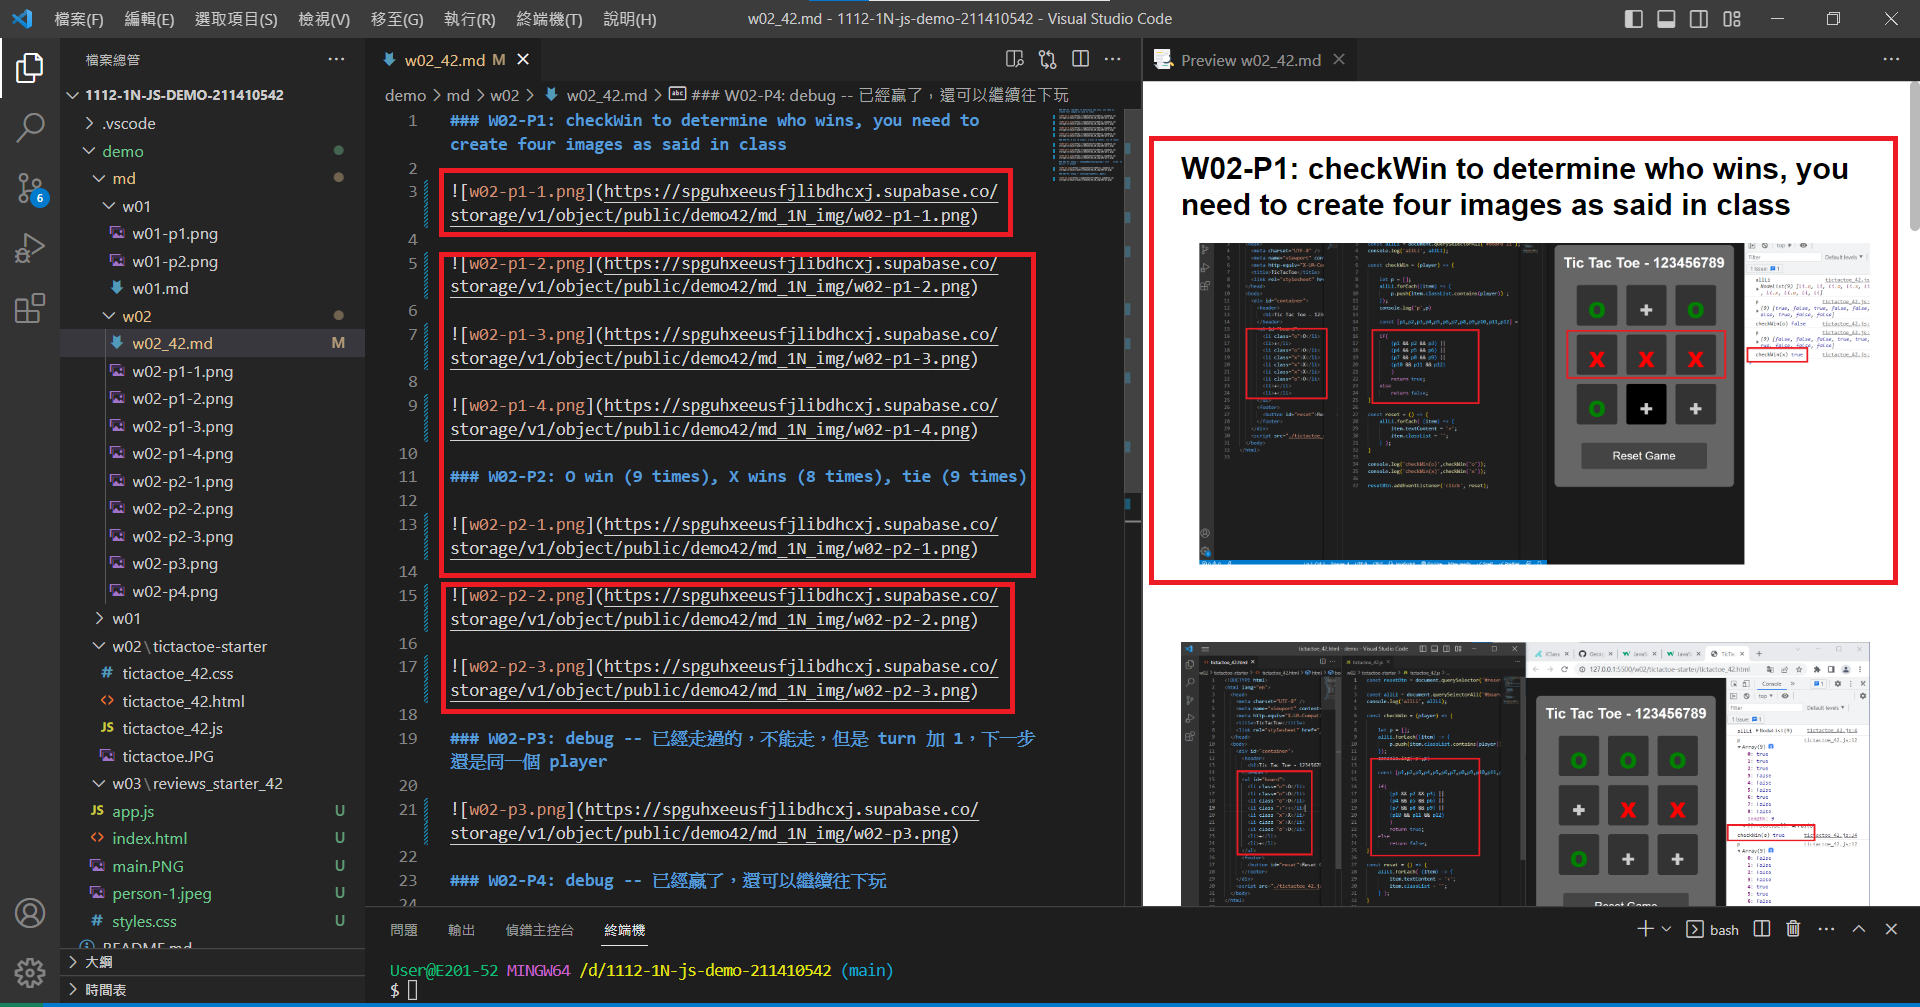 檔案(F) 編輯(E) 選取項目(S) 檢視(V) 移至(G) 執行(R) 終端機(T) 說明(H)
w02_42.md - 1112-1N-js-demo-211410542 - Visual Studio Code
檔案總管
1112-1N-JS-DEMO-211410542
.vscode
demo
md
w01
w01-p1.png
w01-p2.png
w01.md
w02
w02_42.md M
w02-p1-1.png
w02-p1-2.png
w02-p1-3.png
w02-p1-4.png
w02-p2-1.png
w02-p2-2.png
w02-p2-3.png
w02-p3.png
w02-p4.png
w01
w02\tictactoe-starter
tictactoe_42.css
tictactoe_42.html
tictactoe_42.js
tictactoe.JPG
w03\reviews_starter_42
app.js U
index.html U
main.PNG U
person-1.jpeg U
styles.css U
README.md
大綱
時間表
6
w02_42.md M
demo > md > w02 > w02_42.md > ### W02-P4: debug -- 已經贏了，還可以繼續往下玩
1 ### W02-P1: checkWin to determine who wins, you need to
create four images as said in class
2
3 ![w02-p1-1.png](https://spguhxeeusfjlibdhcxj.supabase.co/
storage/v1/object/public/demo42/md_1N_img/w02-p1-1.png)
4
5 ![w02-p1-2.png](https://spguhxeeusfjlibdhcxj.supabase.co/
storage/v1/object/public/demo42/md_1N_img/w02-p1-2.png)
6
7 ![w02-p1-3.png](https://spguhxeeusfjlibdhcxj.supabase.co/
storage/v1/object/public/demo42/md_1N_img/w02-p1-3.png)
8
9 ![w02-p1-4.png](https://spguhxeeusfjlibdhcxj.supabase.co/
storage/v1/object/public/demo42/md_1N_img/w02-p1-4.png)
10
11 ### W02-P2: O win (9 times), X wins (8 times), tie (9 times)
12
13 ![w02-p2-1.png](https://spguhxeeusfjlibdhcxj.supabase.co/
storage/v1/object/public/demo42/md_1N_img/w02-p2-1.png)
14
15 ![w02-p2-2.png](https://spguhxeeusfjlibdhcxj.supabase.co/
storage/v1/object/public/demo42/md_1N_img/w02-p2-2.png)
16
17 ![w02-p2-3.png](https://spguhxeeusfjlibdhcxj.supabase.co/
storage/v1/object/public/demo42/md_1N_img/w02-p2-3.png)
18
19 ### W02-P3: debug -- 已經走過的，不能走，但是 turn 加 1，下一步
還是同一個 player
20
21 ![w02-p3.png](https://spguhxeeusfjlibdhcxj.supabase.co/
storage/v1/object/public/demo42/md_1N_img/w02-p3.png)
22
23 ### W02-P4: debug -- 已經贏了，還可以繼續往下玩
24
Preview w02_42.md
W02-P1: checkWin to determine who wins, you
need to create four images as said in class
Tic Tac Toe - 123456789
O + O
X X X
O + +
Reset Game
checkWin(o) false
checkWin(x) true
Tic Tac Toe - 123456789
O O O
+ X X
O + +
Reset Game
checkWin(o) true
問題 輸出 偵錯主控台 終端機
bash
User@E201-52 MINGW64 /d/1112-1N-js-demo-211410542 (main)
$